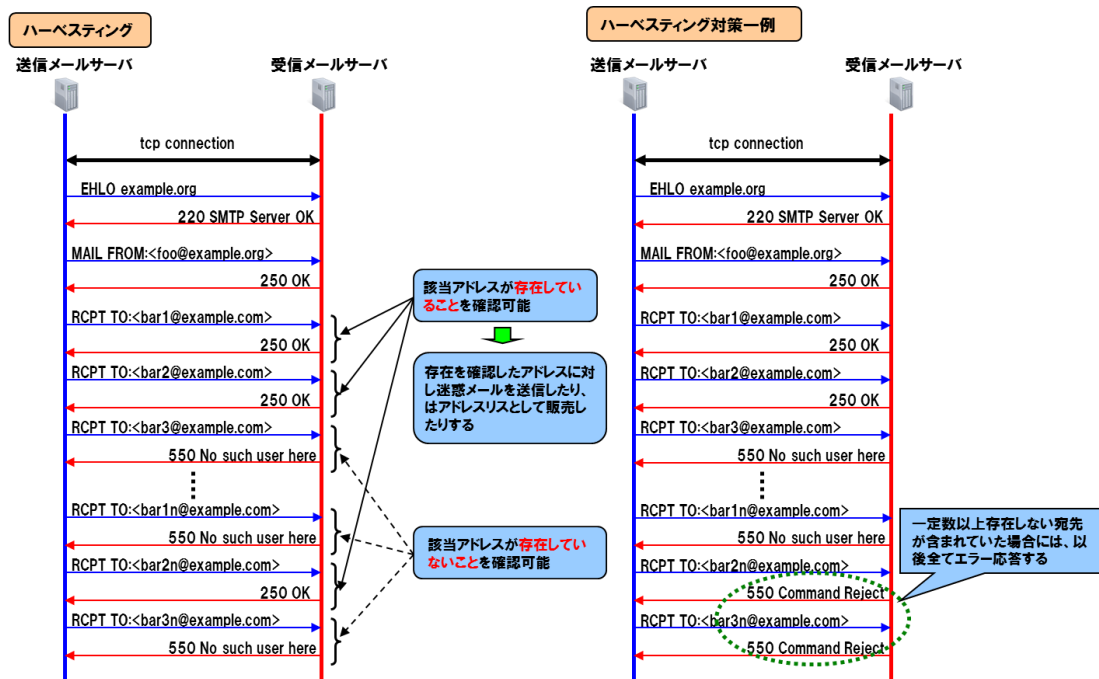 ハーベスティング
送信メールサーバ
受信メールサーバ
tcp connection
EHLO example.org
220 SMTP Server OK
MAIL FROM:<foo@example.org>
250 OK
RCPT TO:<bar1@example.com>
250 OK
RCPT TO:<bar2@example.com>
250 OK
RCPT TO:<bar3@example.com>
550 No such user here
RCPT TO:<bar1n@example.com>
550 No such user here
RCPT TO:<bar2n@example.com>
250 OK
RCPT TO:<bar3n@example.com>
550 No such user here
該当アドレスが存在してい
ることを確認可能
存在を確認したアドレスに対
し迷惑メールを送信したり、
はアドレスリスとして販売し
たりする
該当アドレスが存在してい
ないことを確認可能
ハーベスティング対策一例
送信メールサーバ
受信メールサーバ
tcp connection
EHLO example.org
220 SMTP Server OK
MAIL FROM:<foo@example.org>
250 OK
RCPT TO:<bar1@example.com>
250 OK
RCPT TO:<bar2@example.com>
250 OK
RCPT TO:<bar3@example.com>
550 No such user here
RCPT TO:<bar1n@example.com>
550 No such user here
RCPT TO:<bar2n@example.com>
550 Command Reject
RCPT TO:<bar3n@example.com>
550 Command Reject
一定数以上存在しない宛先
が含まれていた場合には、以
後全てエラー応答する